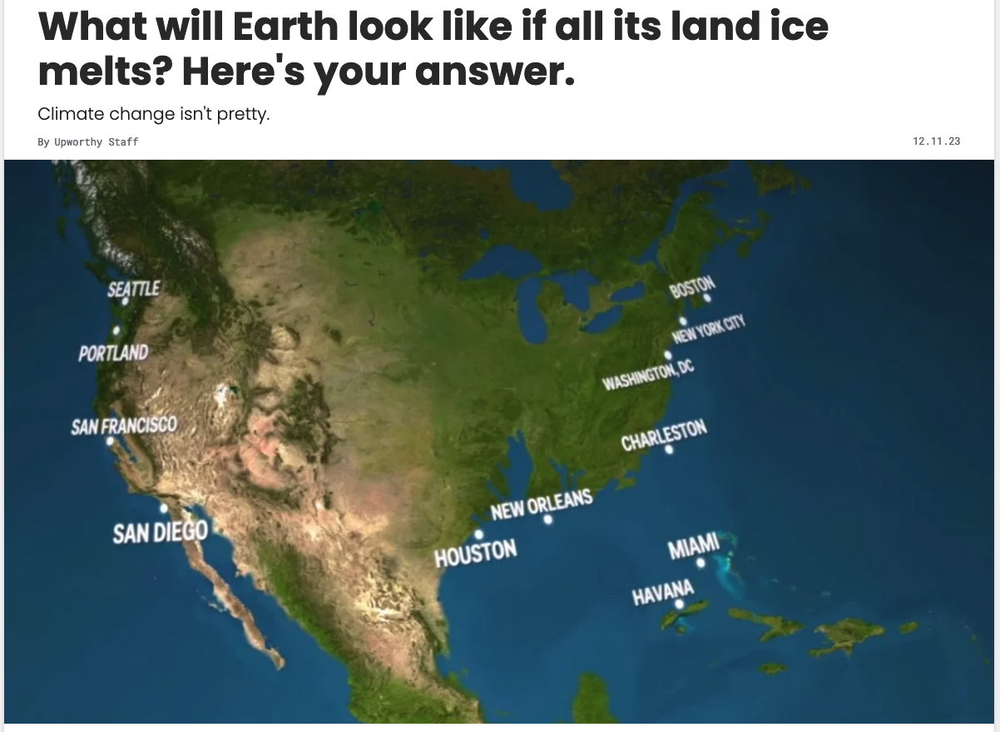 What will Earth look like if all its land ice
melts? Here's your answer.
Climate change isn't pretty.
By Upworthy Staff
12.11.23
SEATTLE
PORTLAND
SAN FRANCISCO
SAN DIEGO
BOSTON
NEW YORK CITY
WASHINGTON, DC
CHARLESTON
NEW ORLEANS
HOUSTON
MIAMI
HAVANA